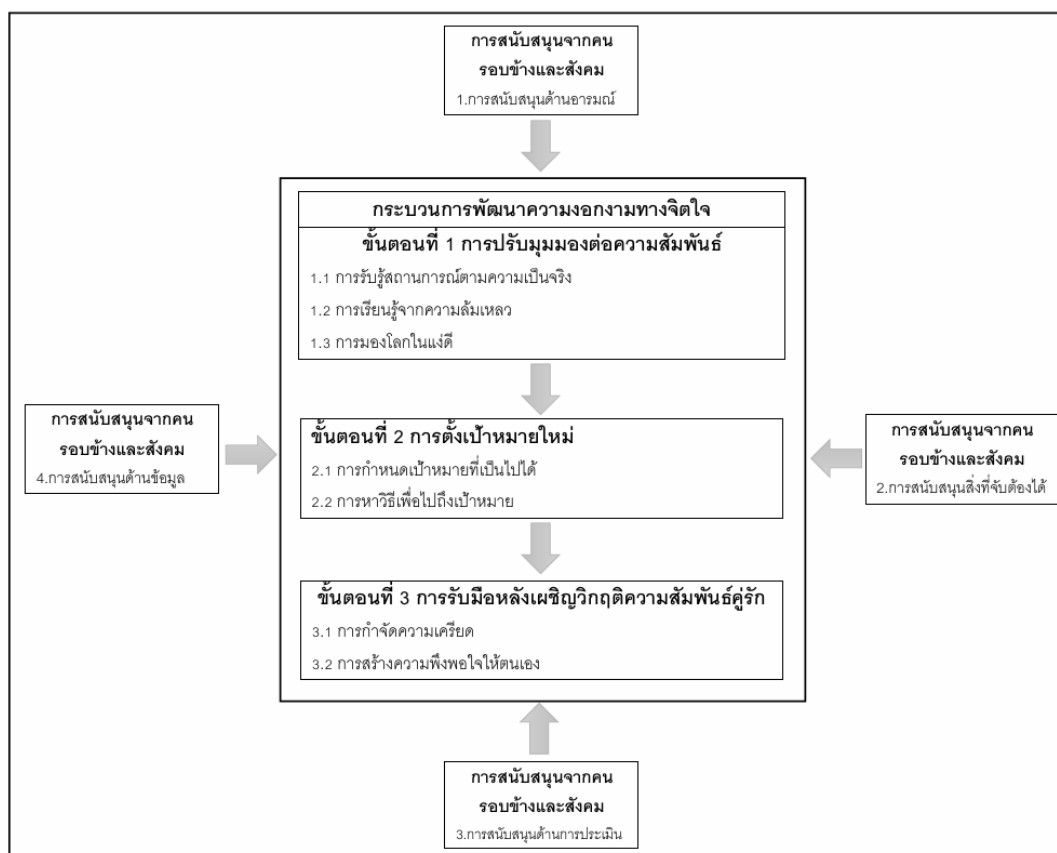 การสนับสนุนจากคน
รอบข้างและสังคม
1.การสนับสนุนด้านอารมณ์
กระบวนการพัฒนาความงอกงามทางจิตใจ
ขั้นตอนที่ 1 การปรับมุมมองต่อความสัมพันธ์
1.1 การรับรู้สถานการณ์ตามความเป็นจริง
1.2 การเรียนรู้จากความล้มเหลว
1.3 การมองโลกในแง่ดี
การสนับสนุนจากคน
รอบข้างและสังคม
4.การสนับสนุนด้านข้อมูล
ขั้นตอนที่ 2 การตั้งเป้าหมายใหม่
2.1 การกำหนดเป้าหมายที่เป็นไปได้
2.2 การหาวิธีเพื่อไปถึงเป้าหมาย
การสนับสนุนจากคน
รอบข้างและสังคม
2.การสนับสนุนสิ่งที่จับต้องได้
ขั้นตอนที่ 3 การรับมือหลังเผชิญวิกฤติความสัมพันธ์คู่รัก
3.1 การกำจัดความเครียด
3.2 การสร้างความพึงพอใจให้ตนเอง
การสนับสนุนจากคน
รอบข้างและสังคม
3.การสนับสนุนด้านการประเมิน